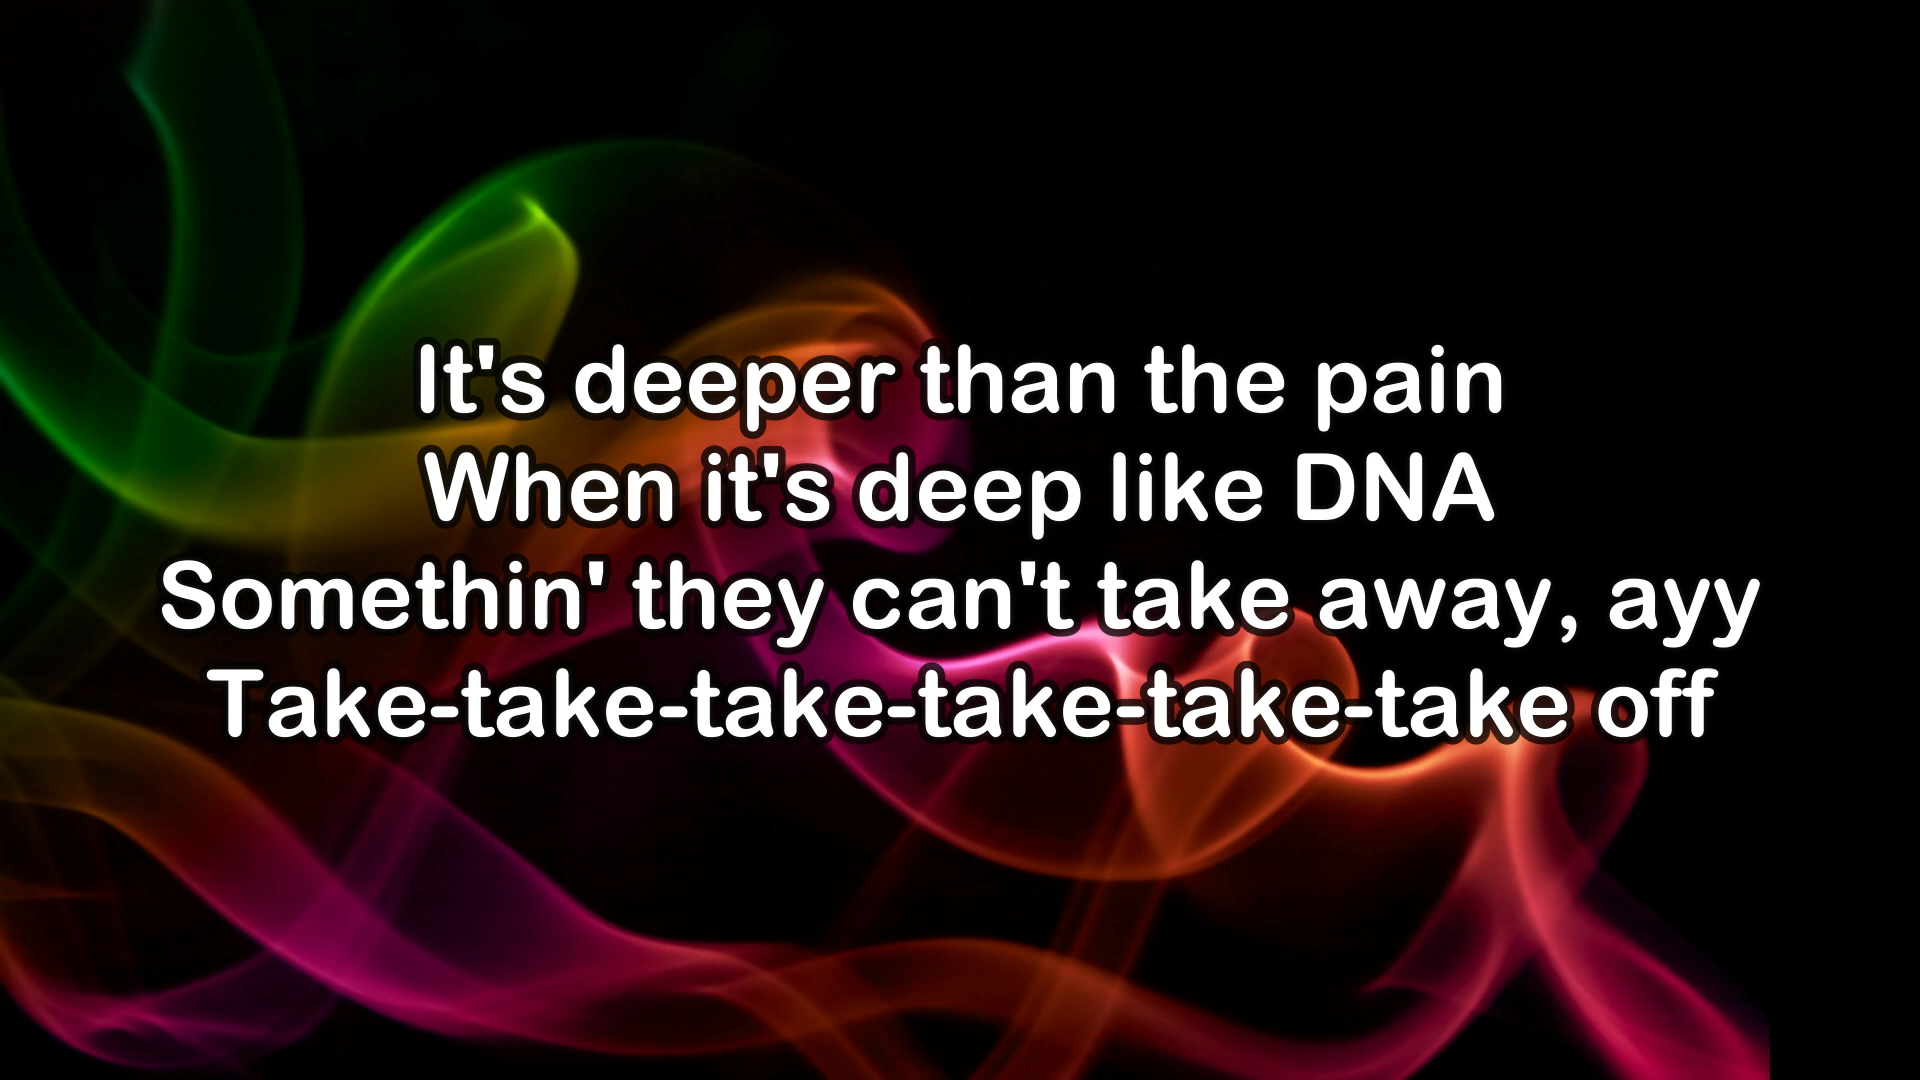 It's deeper than the pain
When it's deep like DNA
Somethin' they can't take away, ayy
Take-take-take-take-take-take off